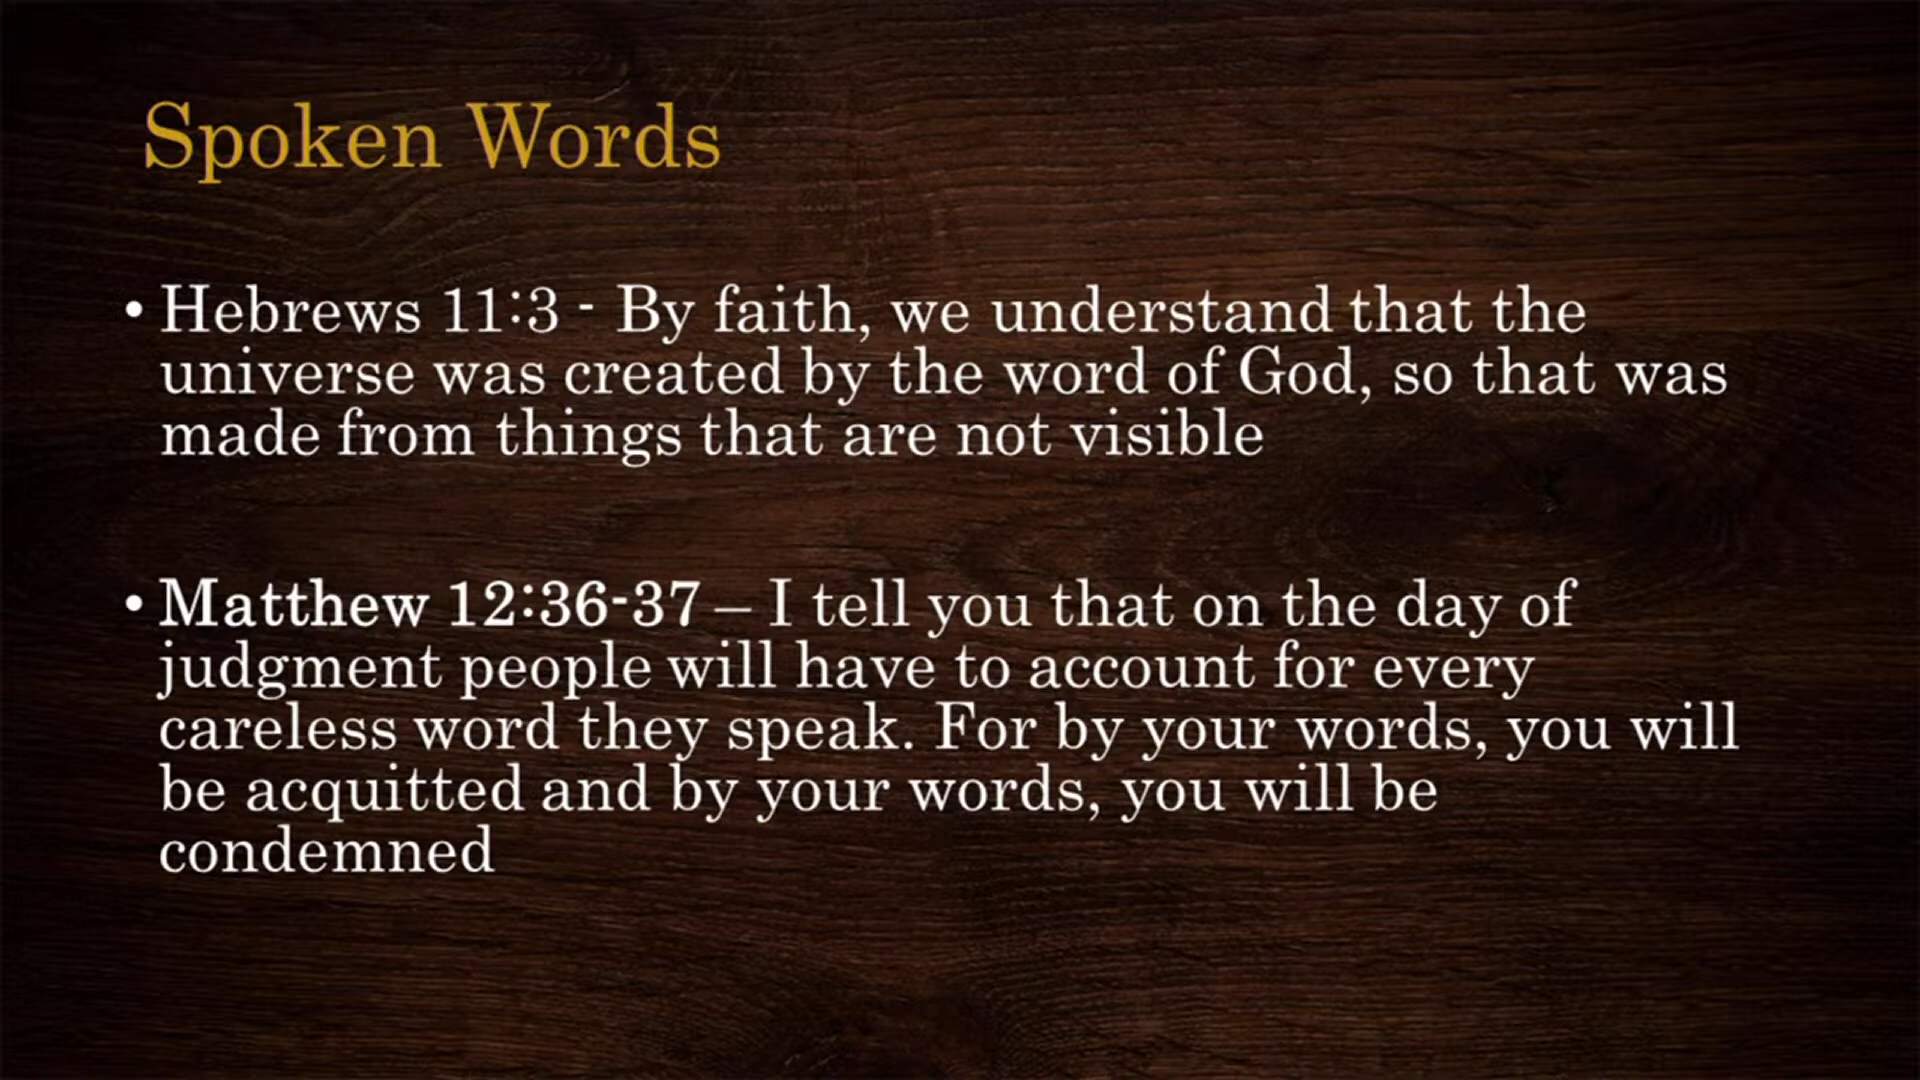 Spoken Words
• Hebrews 11:3 - By faith, we understand that the
universe was created by the word of God, so that was
made from things that are not visible
• Matthew 12:36-37 – I tell you that on the day of
judgment people will have to account for every
careless word they speak. For by your words, you will
be acquitted and by your words, you will be
condemned